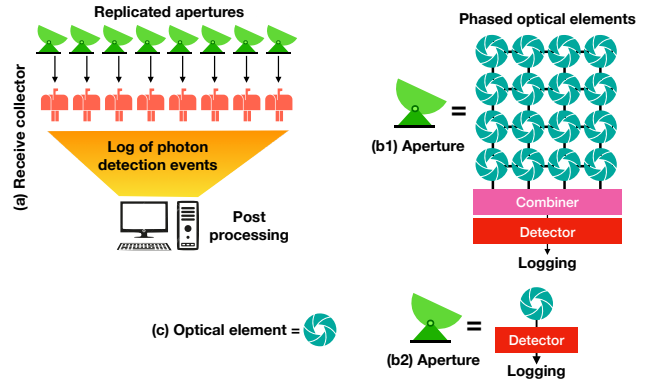 Replicated apertures
(a) Receive collector
Log of photon
detection events
Post
processing
Phased optical elements
(b1) Aperture
=
Combiner
Detector
Logging
(c) Optical element =
(b2) Aperture
=
Detector
Logging